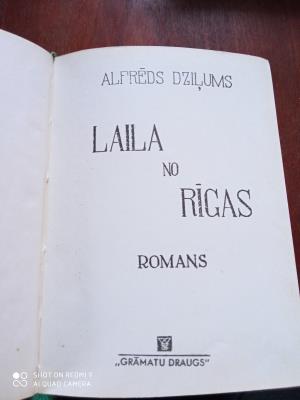 ALFRĒDS DZIĻUMS
LAILA
NO
RĪGAS
ROMANS
„GRĀMATU DRAUGS"
SHOT ON REDMI 9
AI QUAD CAMERA